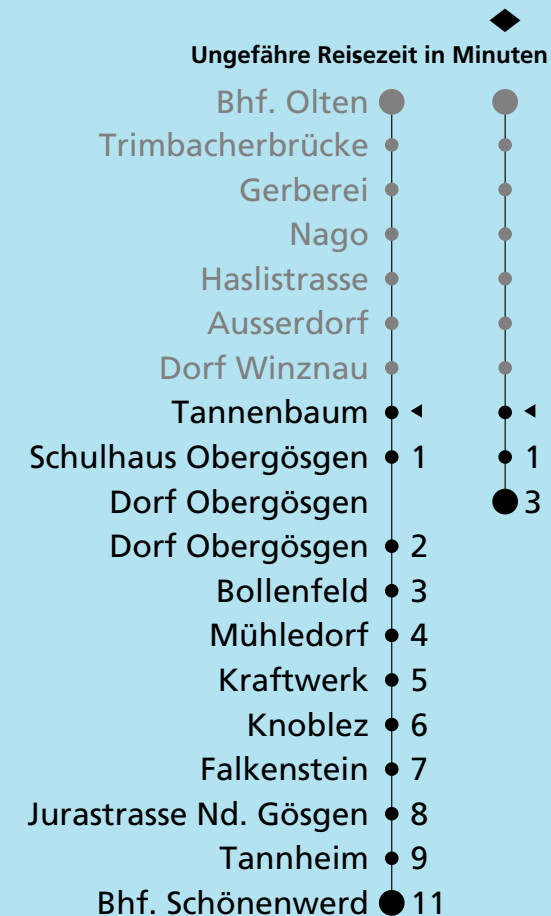 Ungefähre Reisezeit in Minuten
Bhf. Olten
Trimbacherbrücke
Gerberei
Nago
Haslistrasse
Ausserdorf
Dorf Winznau
Tannenbaum
Schulhaus Obergösgen 1 1
Dorf Obergösgen 3
Dorf Obergösgen 2
Bollenfeld 3
Mühledorf 4
Kraftwerk 5
Knoblez 6
Falkenstein 7
Jurastrasse Nd. Gösgen 8
Tannheim 9
Bhf. Schönenwerd 11